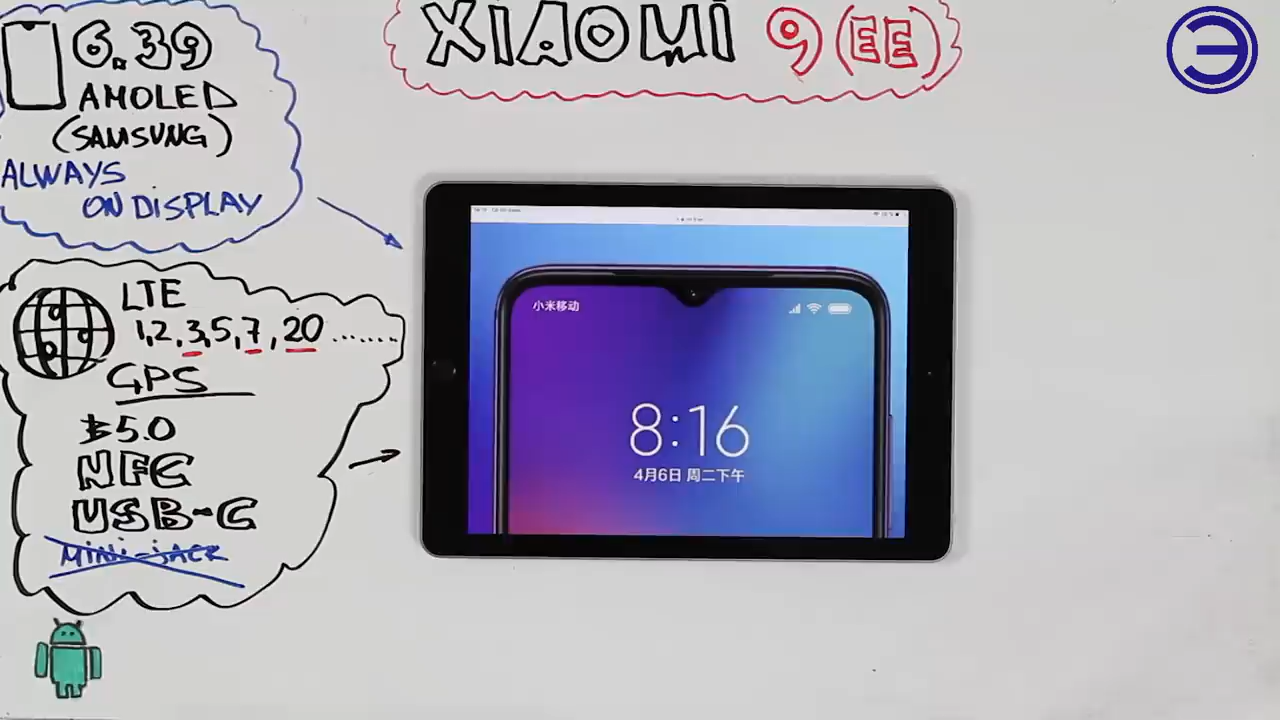 XIAOMI 9 (EE)
Э
6.39
AMOLED
(SAMSUNG)
ALWAYS
ON DISPLAY
LTE
1,2,3,5,7,20.......
GPS
5.0
NFC
USB-C
MINI-JACK
小米移动
8:16
4月6日 周二下午